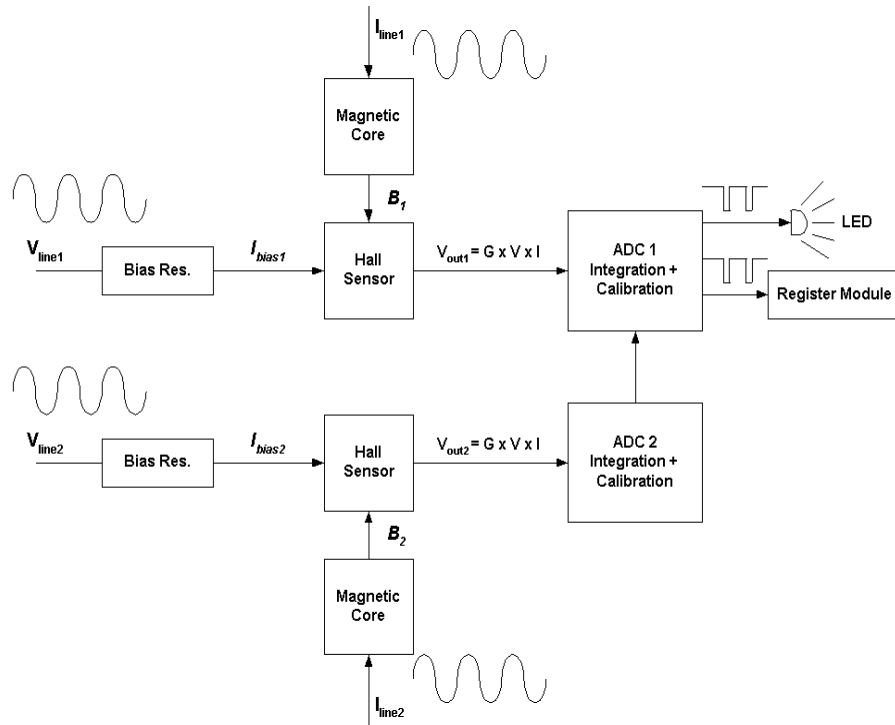 Iline1
Magnetic
Core
B1
Vline1
Bias Res.
Ibias1
Hall
Sensor
Vout1 = G x V x I
ADC 1
Integration +
Calibration
LED
Register Module
Vline2
Bias Res.
Ibias2
Hall
Sensor
Vout2 = G x V x I
ADC 2
Integration +
Calibration
B2
Magnetic
Core
Iline2